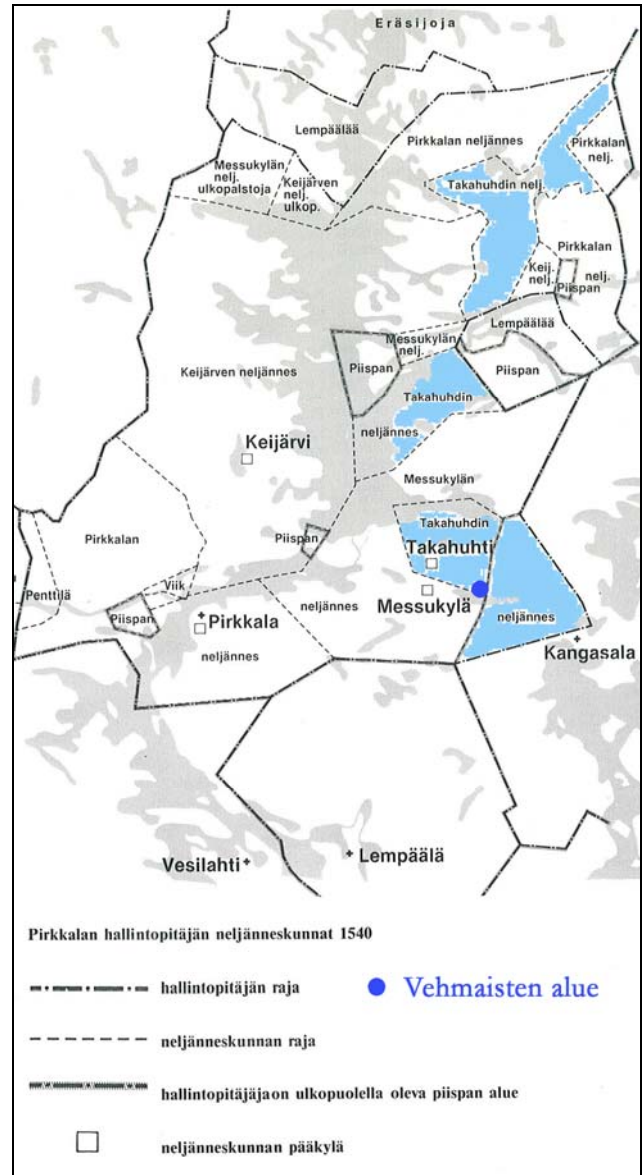 Eräsijoja
Lempäälää
Pirkkalan neljännes
Pirkkalan
nelj.
Messukylän
nelj.
ulkopalstoja
Keijärven
nelj.
ulkop.
Takahuhdin nelj.
Pirkkalan
nelj.
Keij.
nelj.
Piispan
Lempäälää
Messukylän
nelj.
Piispan
Piispan
Keijärven neljännes
Takahuhdin
neljännes
Keijärvi
Messukylän
Takahuhdin
Takahuhti
Piispan
Pirkkalan
Penttilä
Viik
Piispan
Pirkkala
neljännes
neljännes
Messukylä
neljännes
Kangasala
Vesilahti
Lempäälä
Pirkkalan hallintopitäjän neljänneskunnat 1540
hallintopitäjän raja
Vehmaisten alue
neljänneskunnan raja
hallintopitäjäjaon ulkopuolella oleva piispan alue
neljänneskunnan pääkylä